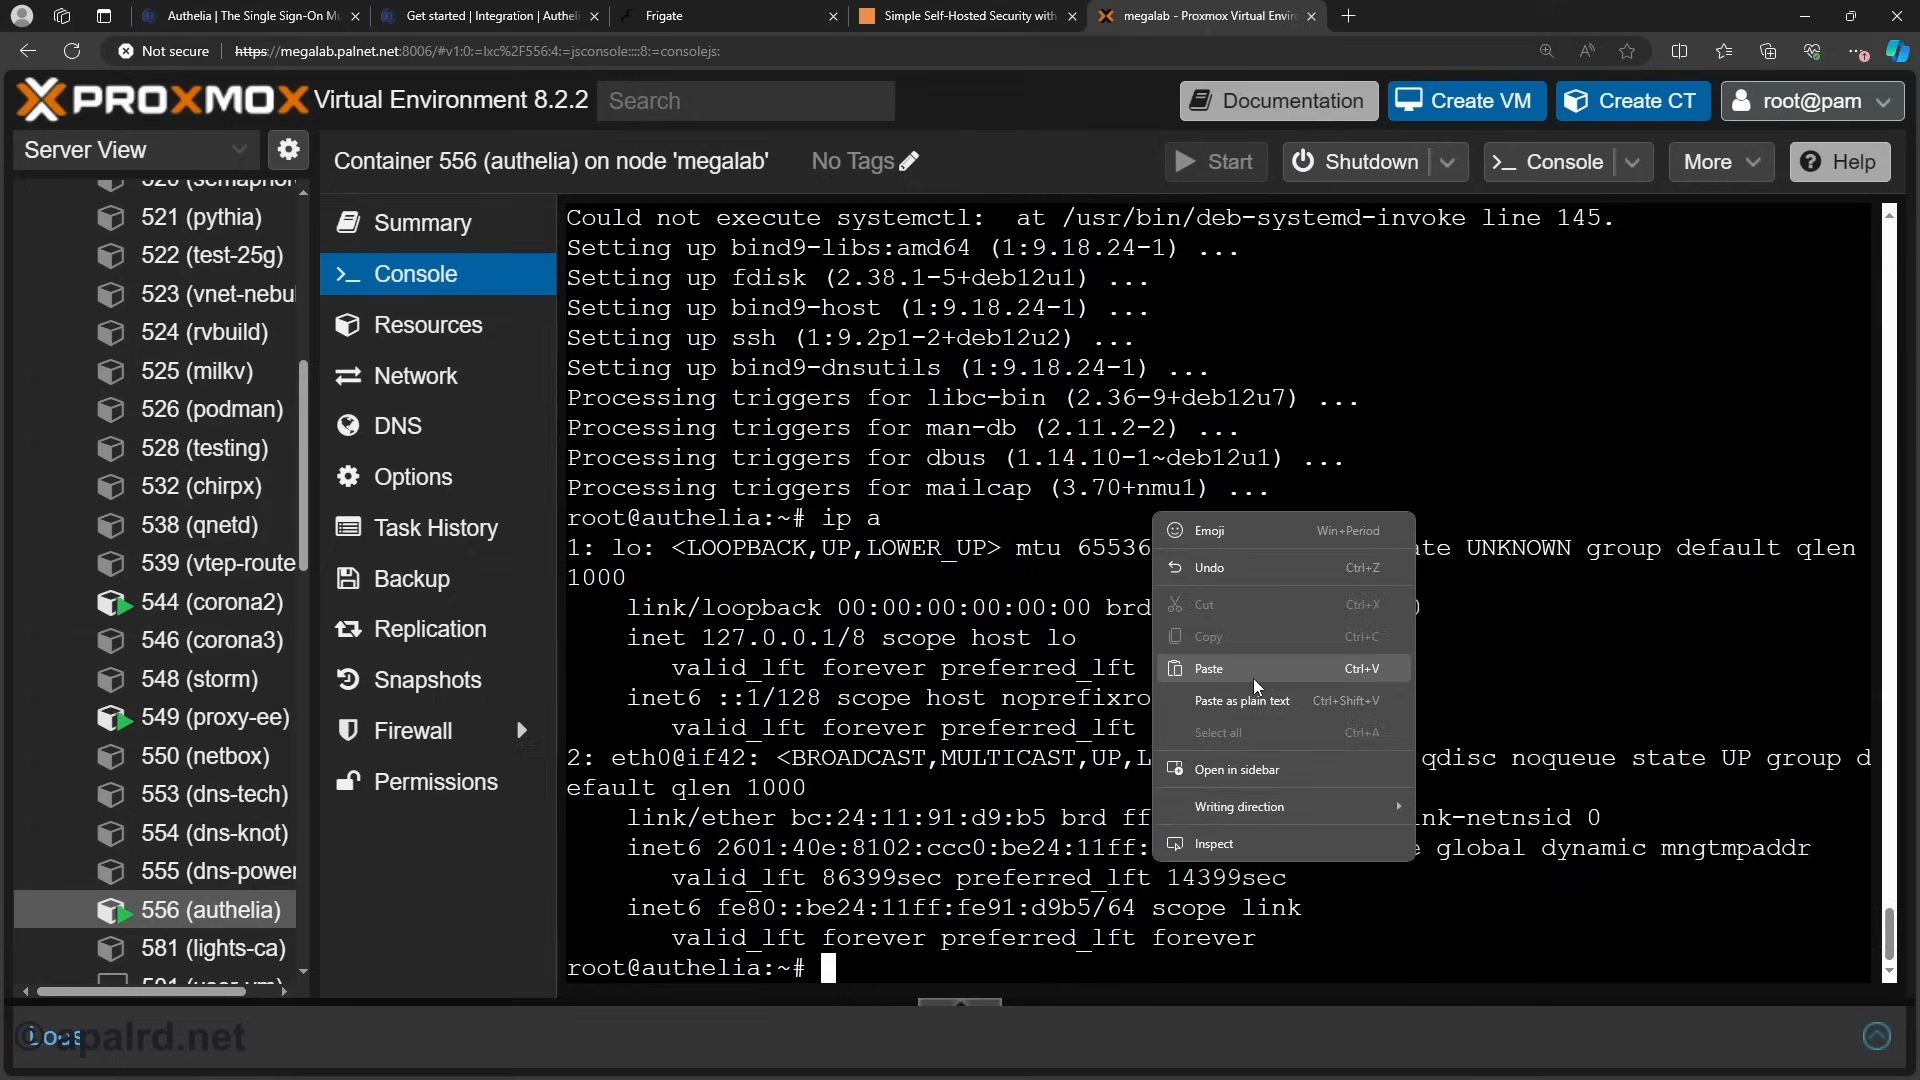 Authelia | The Single Sign-On Mu
Get started | Integration | Autheli
Frigate
Simple Self-Hosted Security with
megalab - Proxmox Virtual Enviro
Not secure
https://megalab.palnet.net:8006/#v1:0:=lxc%2F556:4:=jsconsole::::8:=consolejs:
PROXMOX Virtual Environment 8.2.2
Search
Documentation
Create VM
Create CT
root@pam
Server View
Container 556 (authelia) on node 'megalab'
No Tags
Start
Shutdown
Console
More
Help
521 (pythia)
522 (test-25g)
523 (vnet-nebul
524 (rvbuild)
525 (milkv)
526 (podman)
528 (testing)
532 (chirpx)
538 (qnetd)
539 (vtep-route
544 (corona2)
546 (corona3)
548 (storm)
549 (proxy-ee)
550 (netbox)
553 (dns-tech)
554 (dns-knot)
555 (dns-power
556 (authelia)
581 (lights-ca)
Summary
Console
Resources
Network
DNS
Options
Task History
Backup
Replication
Snapshots
Firewall
Permissions
Could not execute systemctl:  at /usr/bin/deb-systemd-invoke line 145.
Setting up bind9-libs:amd64 (1:9.18.24-1) ...
Setting up fdisk (2.38.1-5+deb12u1) ...
Setting up bind9-host (1:9.18.24-1) ...
Setting up ssh (1:9.2p1-2+deb12u2) ...
Setting up bind9-dnsutils (1:9.18.24-1) ...
Processing triggers for libc-bin (2.36-9+deb12u7) ...
Processing triggers for man-db (2.11.2-2) ...
Processing triggers for dbus (1.14.10-1~deb12u1) ...
Processing triggers for mailcap (3.70+nmu1) ...
root@authelia:~# ip a
1: lo: <LOOPBACK,UP,LOWER_UP> mtu 65536 te UNKNOWN group default qlen
1000
link/loopback 00:00:00:00:00:00 brd
inet 127.0.0.1/8 scope host lo
valid_lft forever preferred_lft
inet6 ::1/128 scope host noprefixro
valid_lft forever preferred_lft
2: eth0@if42: <BROADCAST,MULTICAST,UP,L qdisc noqueue state UP group d
efault qlen 1000
link/ether bc:24:11:91:d9:b5 brd ff nk-netnsid 0
inet6 2601:40e:8102:ccc0:be24:11ff: global dynamic mngtmpaddr
valid_lft 86399sec preferred_lft 14399sec
inet6 fe80::be24:11ff:fe91:d9b5/64 scope link
valid_lft forever preferred_lft forever
root@authelia:~#
Emoji Win+Period
Undo Ctrl+Z
Cut Ctrl+X
Copy Ctrl+C
Paste Ctrl+V
Paste as plain text Ctrl+Shift+V
Select all Ctrl+A
Open in sidebar
Writing direction
Inspect
Logs
© apalrd.net